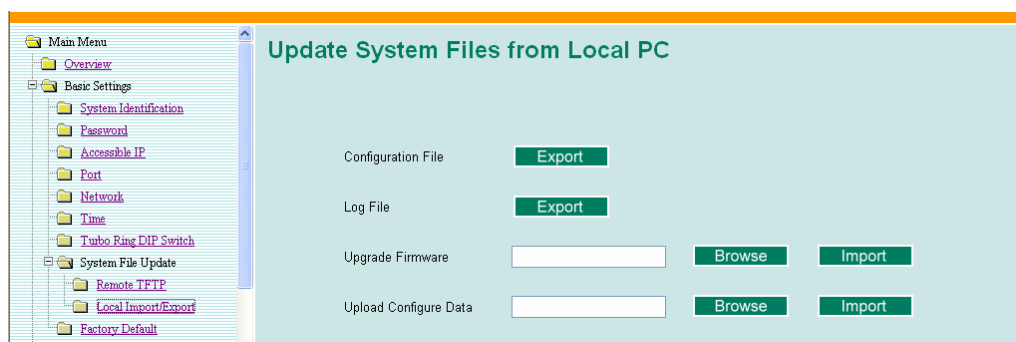 Main Menu
Overview
Basic Settings
System Identification
Password
Accessible IP
Port
Network
Time
Turbo Ring DIP Switch
System File Update
Remote TFTP
Local Import/Export
Factory Default
Update System Files from Local PC
Configuration File Export
Log File Export
Upgrade Firmware Browse Import
Upload Configure Data Browse Import